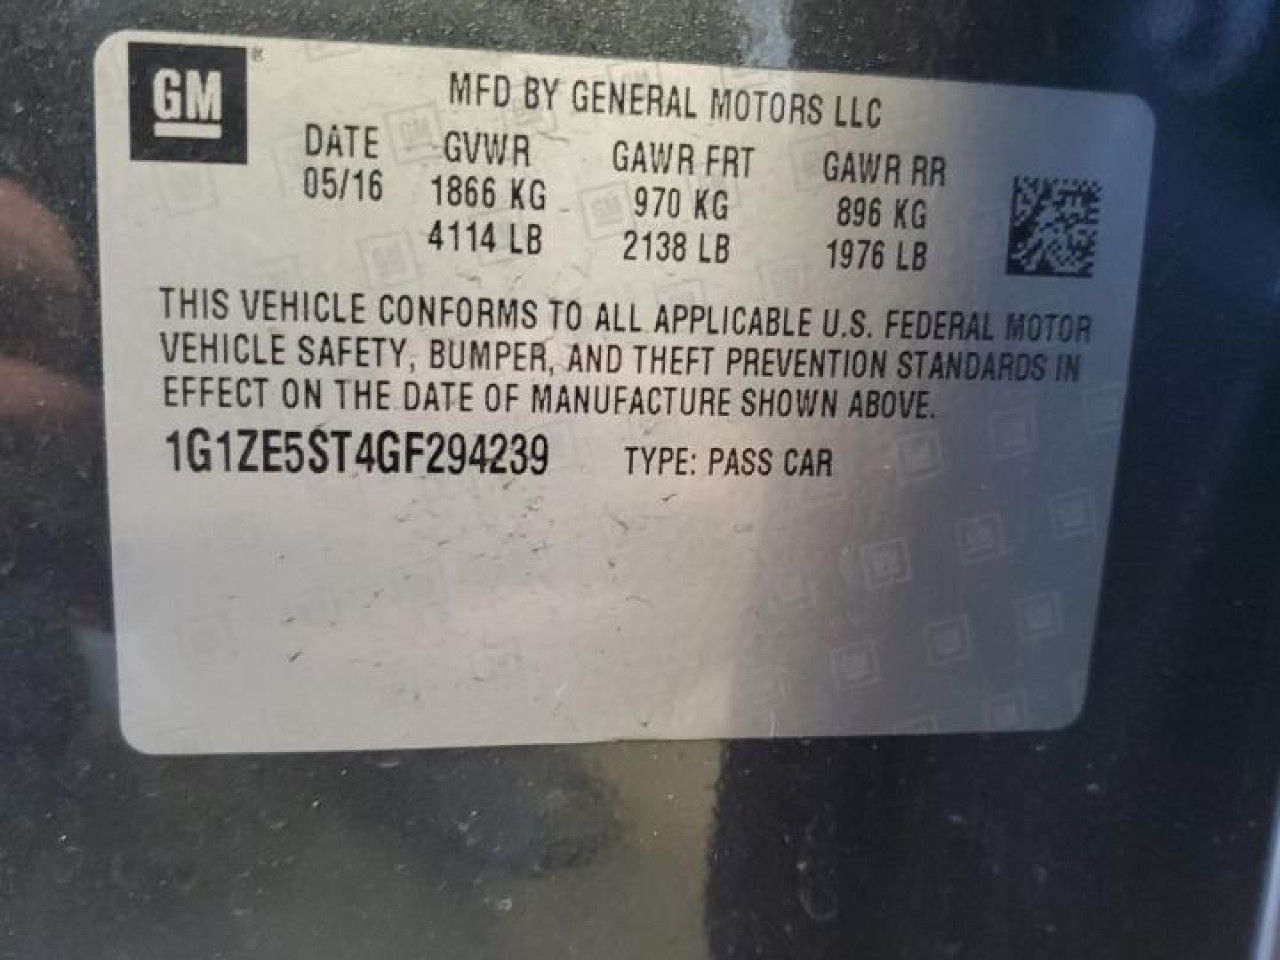 GM®
MFD BY GENERAL MOTORS LLC
DATE GVWR GAWR FRT GAWR RR
05/16 1866 KG 970 KG 896 KG
4114 LB 2138 LB 1976 LB
THIS VEHICLE CONFORMS TO ALL APPLICABLE U.S. FEDERAL MOTOR
VEHICLE SAFETY, BUMPER, AND THEFT PREVENTION STANDARDS IN
EFFECT ON THE DATE OF MANUFACTURE SHOWN ABOVE.
1G1ZE5ST4GF294239 TYPE: PASS CAR